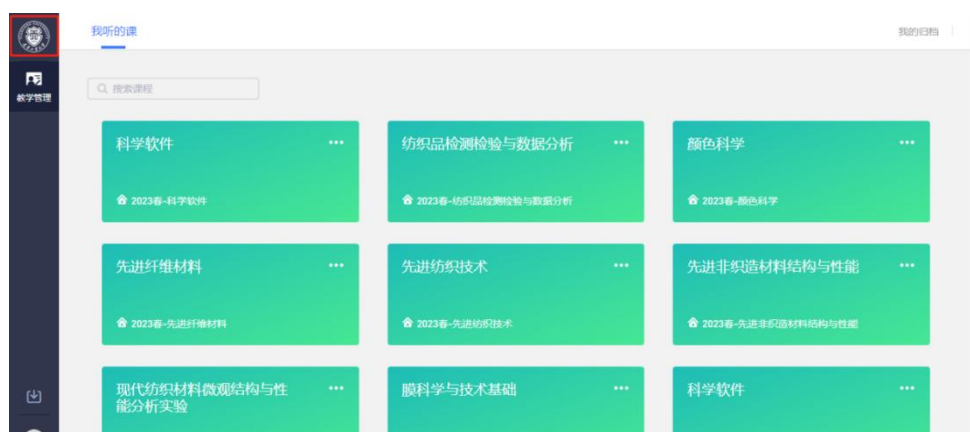 我听的课
我的归档
教学管理
搜索课程
科学软件
2023春-科学软件
纺织品检测检验与数据分析
2023春-纺织品检测检验与数据分析
颜色科学
2023春-颜色科学
先进纤维材料
2023春-先进纤维材料
先进纺织技术
2023春-先进纺织技术
先进非织造材料结构与性能
2023春-先进非织造材料结构与性能
现代纺织材料微观结构与性
能分析实验
膜科学与技术基础
科学软件